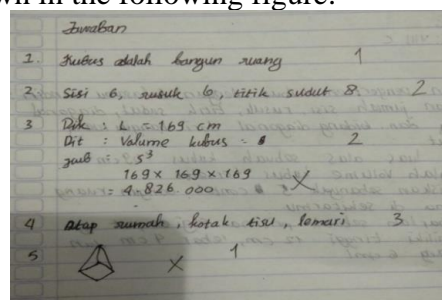 wn in the following figure.
Jawaban
1. Kubus adalah bangun ruang 1
2. Sisi 6, rusuk 6, titik sudut 8. 2
3 Dik : L = 169 cm
Dit : Volume kubus = 2
jawb s³
169 x 169 x 169 X
= 4.826.000
4 Atap rumah, kotak tisu, lemari 3
5 X 1